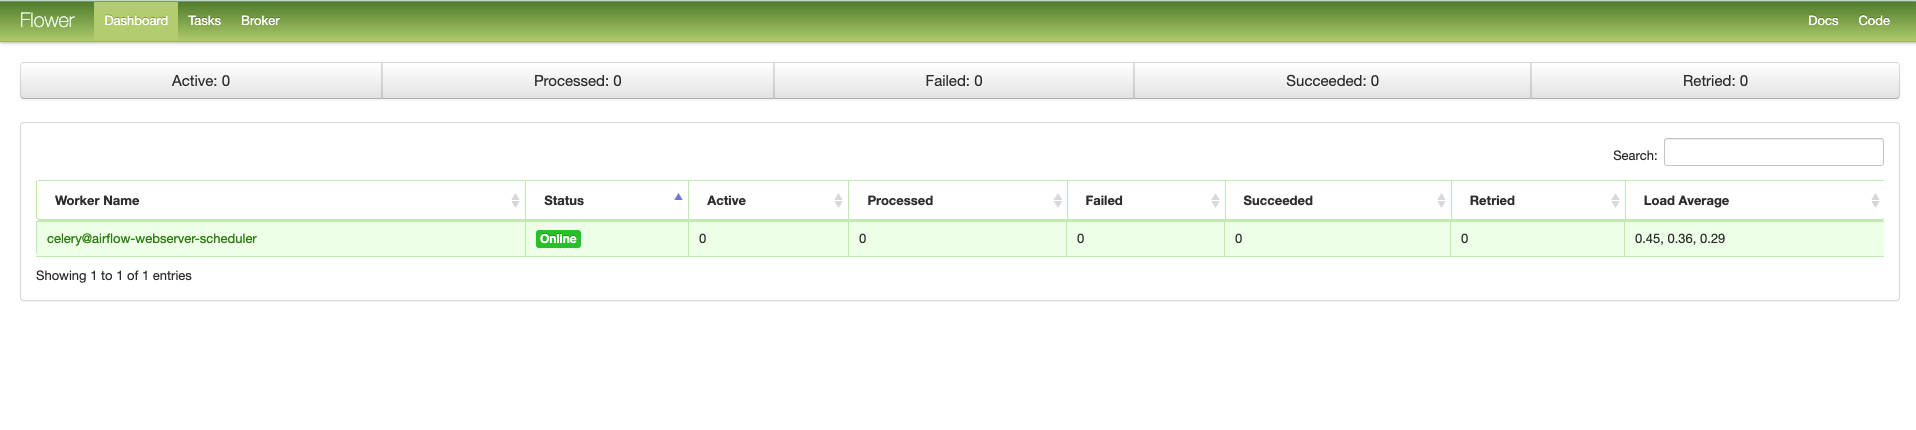 Flower Dashboard Tasks Broker Docs Code
Active: 0 Processed: 0 Failed: 0 Succeeded: 0 Retried: 0
Search:
Worker Name Status Active Processed Failed Succeeded Retried Load Average
celery@airflow-webserver-scheduler Online 0 0 0 0 0 0.45, 0.36, 0.29
Showing 1 to 1 of 1 entries